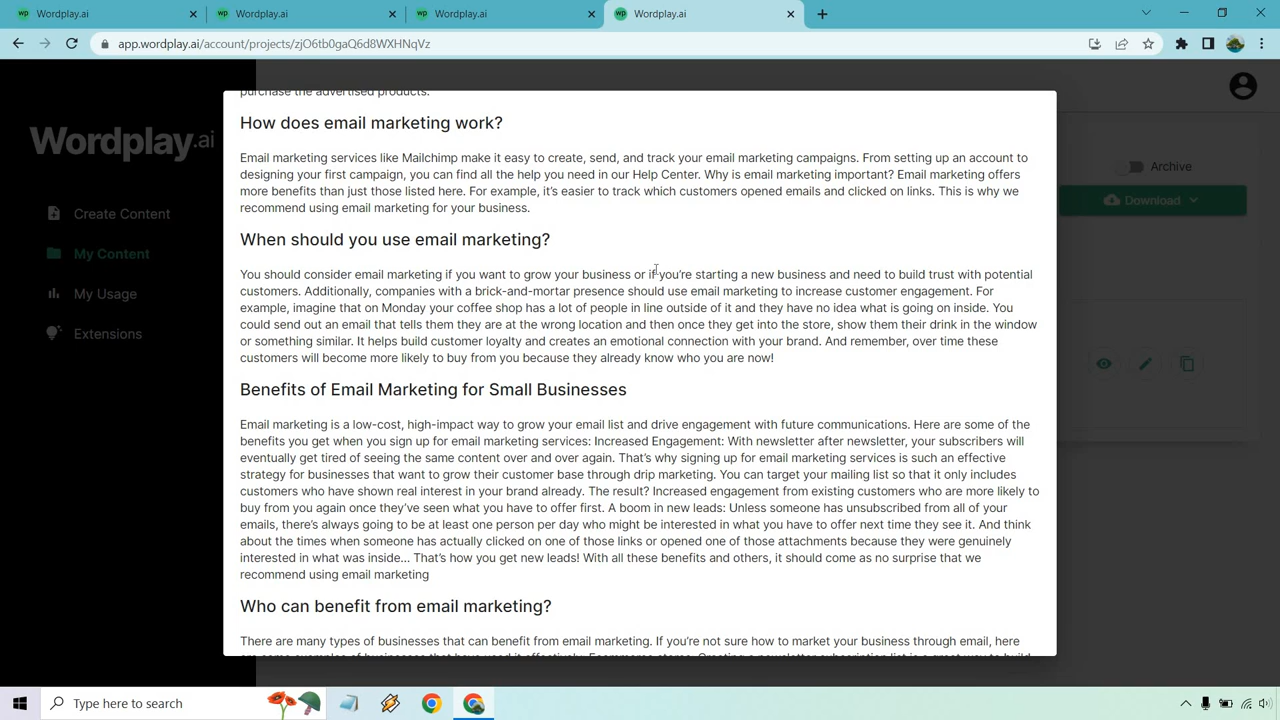 Wordplay.ai
Wordplay.ai
Wordplay.ai
Wordplay.ai
app.wordplay.ai/account/projects/zjO6tb0gaQ6d8WXHNqVz
Wordplay.ai
Create Content
My Content
My Usage
Extensions
Archive
Download
purchase the advertised products.
How does email marketing work?
Email marketing services like Mailchimp make it easy to create, send, and track your email marketing campaigns. From setting up an account to
designing your first campaign, you can find all the help you need in our Help Center. Why is email marketing important? Email marketing offers
more benefits than just those listed here. For example, it's easier to track which customers opened emails and clicked on links. This is why we
recommend using email marketing for your business.
When should you use email marketing?
You should consider email marketing if you want to grow your business or if you're starting a new business and need to build trust with potential
customers. Additionally, companies with a brick-and-mortar presence should use email marketing to increase customer engagement. For
example, imagine that on Monday your coffee shop has a lot of people in line outside of it and they have no idea what is going on inside. You
could send out an email that tells them they are at the wrong location and then once they get into the line, show them their drink in the window
or something similar. It helps build customer loyalty and creates an emotional connection with your brand. And remember, over time these
customers will become more likely to buy from you because they already know who you are now!
Benefits of Email Marketing for Small Businesses
Email marketing is a low-cost, high-impact way to grow your email list and drive engagement with future communications. Here are some of the
benefits you get when you sign up for email marketing services: Increased Engagement: With newsletter after newsletter, your subscribers will
eventually get tired of seeing the same content over and over again. That's why signing up for email marketing services is such an effective
strategy for businesses that want to grow their customer base through drip marketing. You can target your mailing list so that it only includes
customers who have shown real interest in your brand already. The result? Increased engagement from existing customers who are more likely to
buy from you again once they've seen what you have to offer first. A boom in new leads: Unless someone has unsubscribed from all of your
emails, there's always going to be at least one person per day who might be interested in what you have to offer next time they see it. And think
about the times when someone has actually clicked on one of those links or opened one of those attachments because they were genuinely
interested in what was inside... That's how you get new leads! With all these benefits and others, it should come as no surprise that we
recommend using email marketing
Who can benefit from email marketing?
There are many types of businesses that can benefit from email marketing. If you're not sure how to market your business through email, here
are some examples of businesses that have used it effectively: Ecommerce stores: Creating a newsletter subscription list is a great way to build
Type here to search